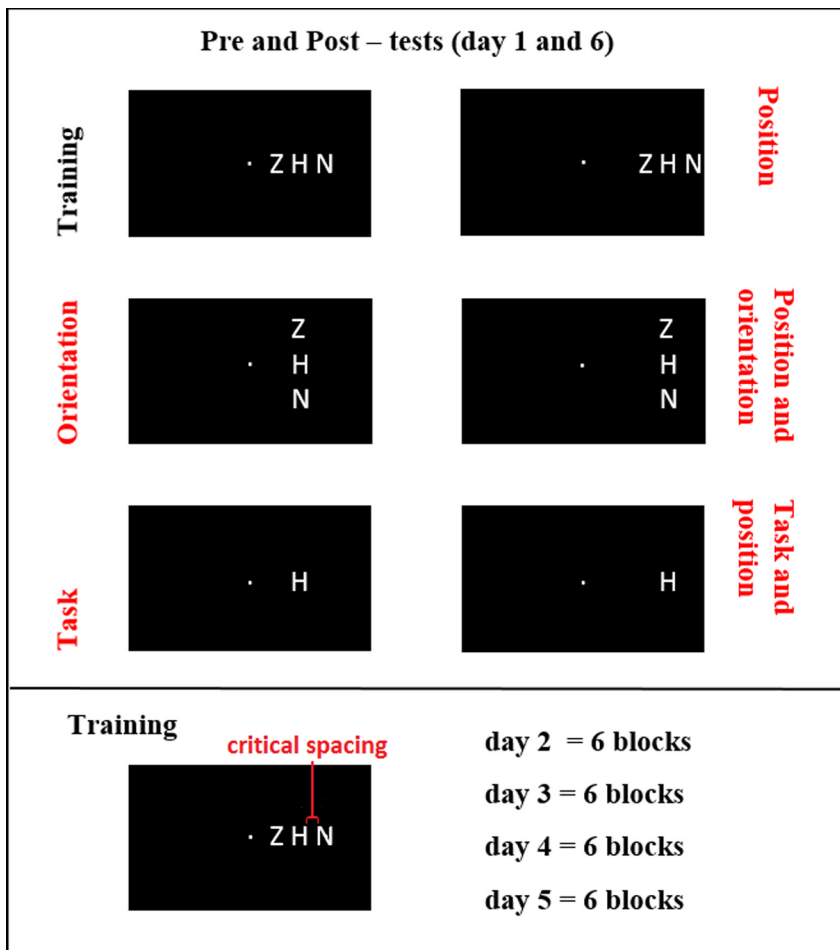 Pre and Post – tests (day 1 and 6)
Training
· Z H N
· Z H N
Position
Orientation
·
Z
H
N
·
Z
H
N
Position and
orientation
Task
· H
· H
Task and
position
Training
critical spacing
· Z H N
day 2 = 6 blocks
day 3 = 6 blocks
day 4 = 6 blocks
day 5 = 6 blocks